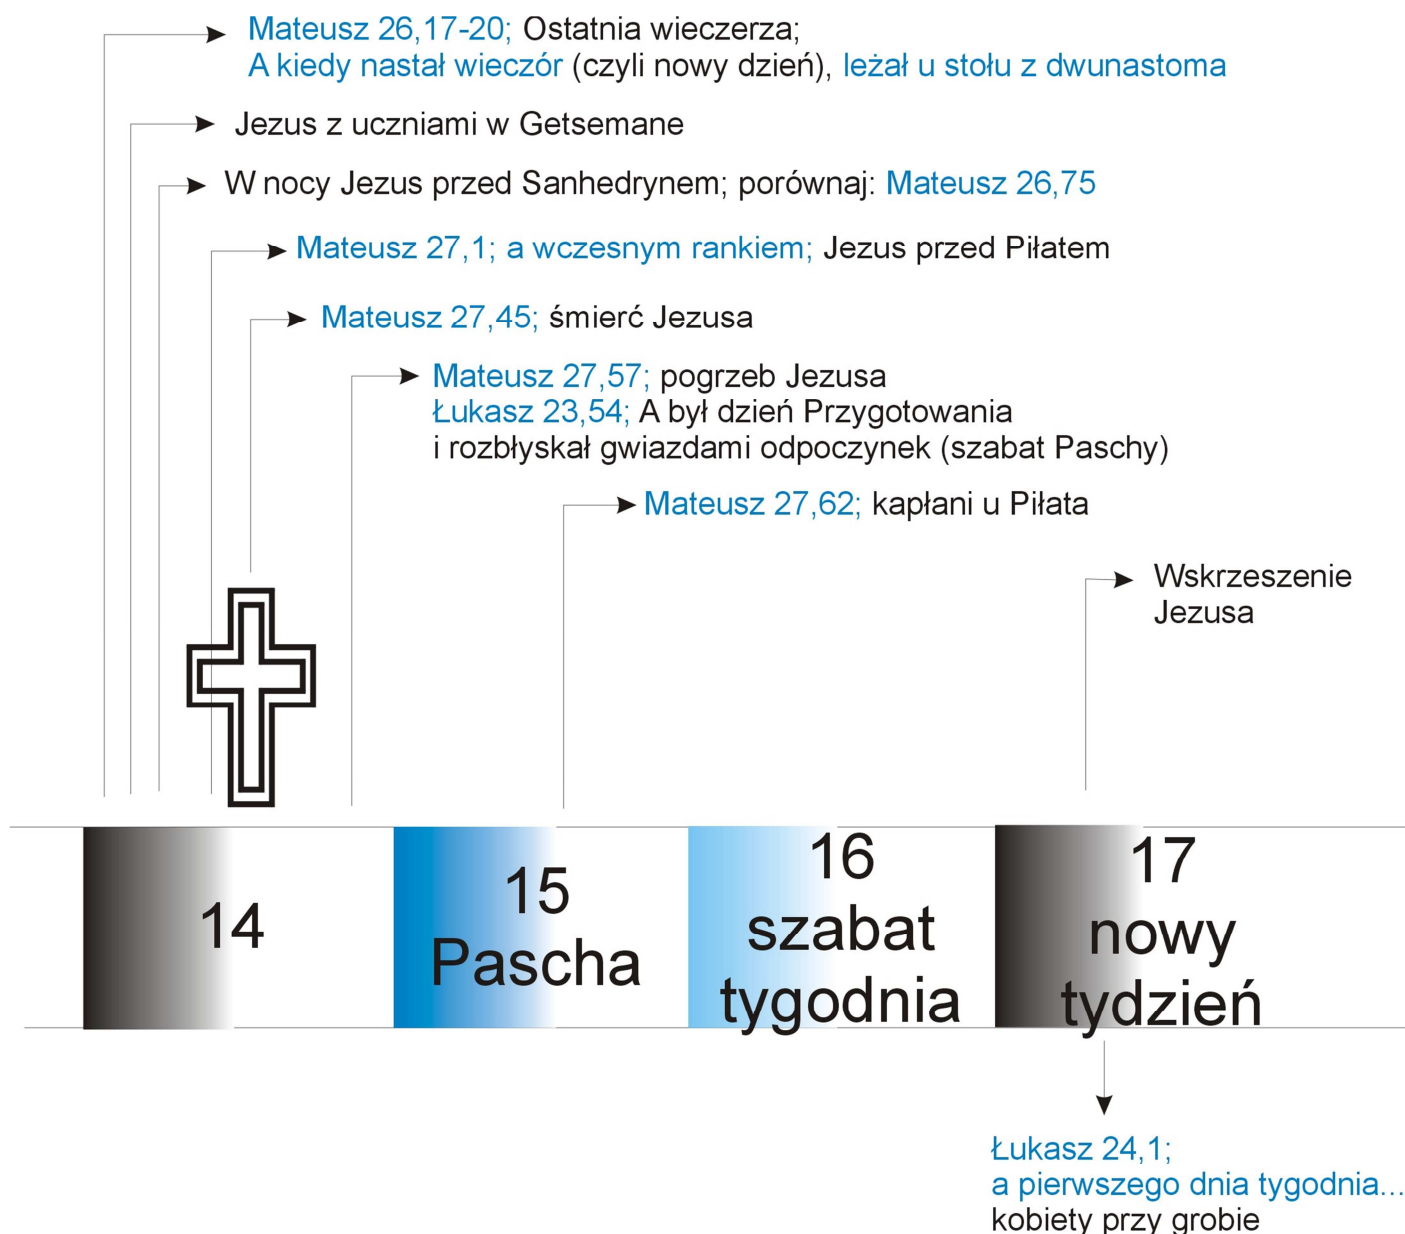 Mateusz 26,17-20; Ostatnia wieczerza;
A kiedy nastał wieczór (czyli nowy dzień), leżał u stołu z dwunastoma
Jezus z uczniami w Getsemane
W nocy Jezus przed Sanhedrynem; porównaj: Mateusz 26,75
Mateusz 27,1; a wczesnym rankiem; Jezus przed Piłatem
Mateusz 27,45; śmierć Jezusa
Mateusz 27,57; pogrzeb Jezusa
Łukasz 23,54; A był dzień Przygotowania
i rozbłyskał gwiazdami odpoczynek (szabat Paschy)
Mateusz 27,62; kapłani u Piłata
Wskrzeszenie
Jezusa
14
15
Pascha
16
szabat
tygodnia
17
nowy
tydzień
Łukasz 24,1;
a pierwszego dnia tygodnia...
kobiety przy grobie